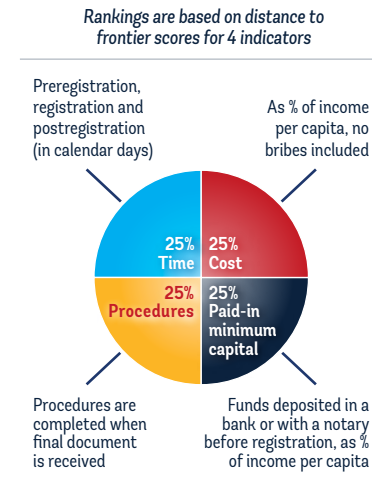 Rankings are based on distance to
frontier scores for 4 indicators
Preregistration,
registration and
postregistration
(in calendar days)
As % of income
per capita, no
bribes included
25%
Time
25%
Cost
25%
Procedures
25%
Paid-in
minimum
capital
Procedures are
completed when
final document
is received
Funds deposited in a
bank or with a notary
before registration, as %
of income per capita